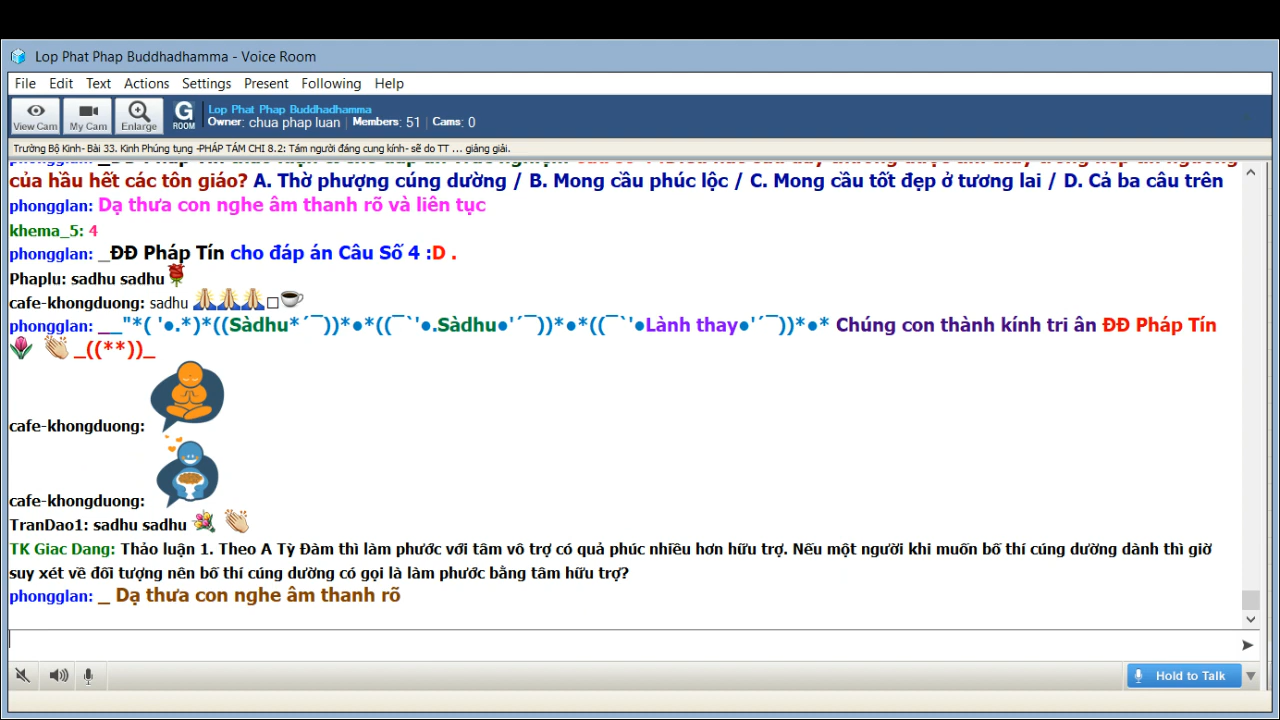 Lop Phat Phap Buddhadhamma - Voice Room
File Edit Text Actions Settings Present Following Help
View Cam My Cam Enlarge G ROOM Lop Phat Phap Buddhadhamma
Owner: chua phap luan | Members: 51 | Cams: 0
Trường Bộ Kinh- Bài 33. Kinh Phúng tụng -PHÁP TÁM CHI 8.2: Tám người đáng cung kính- sẽ do TT ... giảng giải.
của hầu hết các tôn giáo? A. Thờ phượng cúng dường / B. Mong cầu phúc lộc / C. Mong cầu tốt đẹp ở tương lai / D. Cả ba câu trên
phongglan: Dạ thưa con nghe âm thanh rõ và liên tục
khema_5: 4
phongglan: _ĐĐ Pháp Tín cho đáp án Câu Số 4 :D .
Phaplu: sadhu sadhu
cafe-khongduong: sadhu
phongglan: __"*( '●.*)*((Sàdhu*´¯))*●*((¯`'●.Sàdhu●'´¯))*●*((¯`'●Lành thay●'´¯))*●* Chúng con thành kính tri ân ĐĐ Pháp Tín
_((**))_
cafe-khongduong:
cafe-khongduong:
TranDao1: sadhu sadhu
TK Giac Dang: Thảo luận 1. Theo A Tỳ Đàm thì làm phước với tâm vô trợ có quả phúc nhiều hơn hữu trợ. Nếu một người khi muốn bố thí cúng dường dành thì giờ
suy xét về đối tượng nên bố thí cúng dường có gọi là làm phước bằng tâm hữu trợ?
phongglan: _ Dạ thưa con nghe âm thanh rõ
Hold to Talk